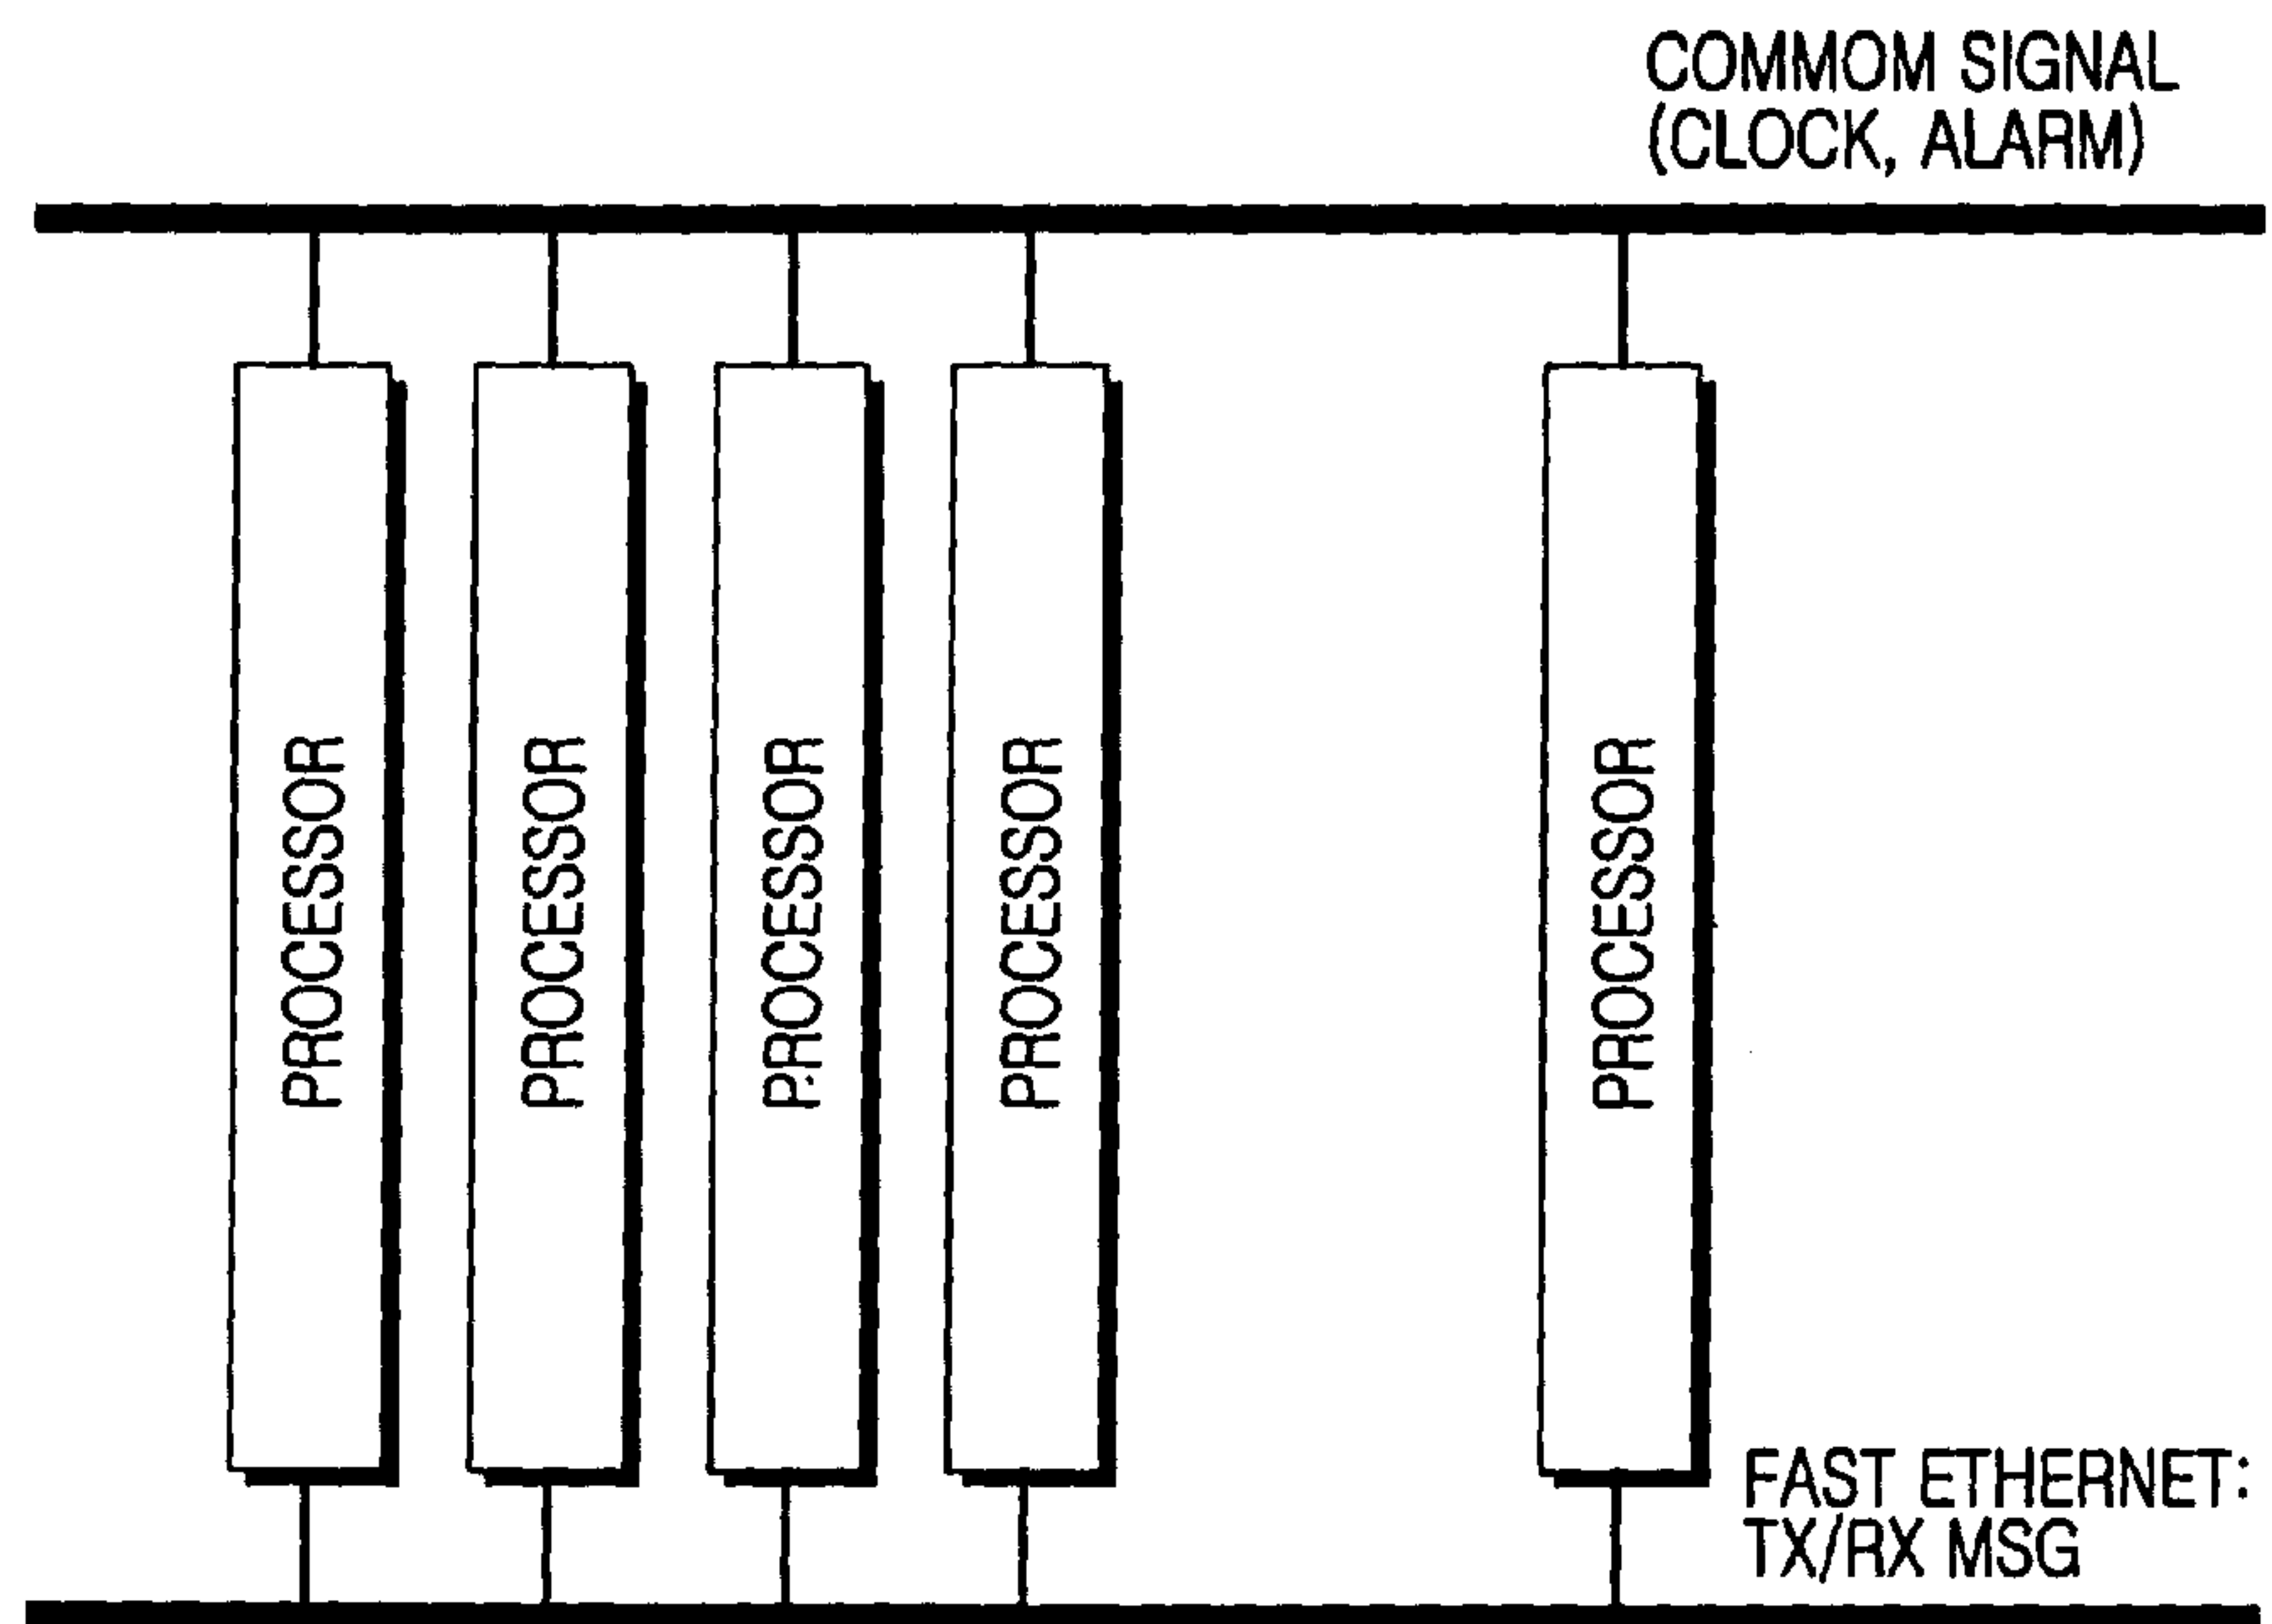 COMMOM SIGNAL
(CLOCK, ALARM)
PROCESSOR
PROCESSOR
PROCESSOR
PROCESSOR
PROCESSOR
FAST ETHERNET:
TX/RX MSG